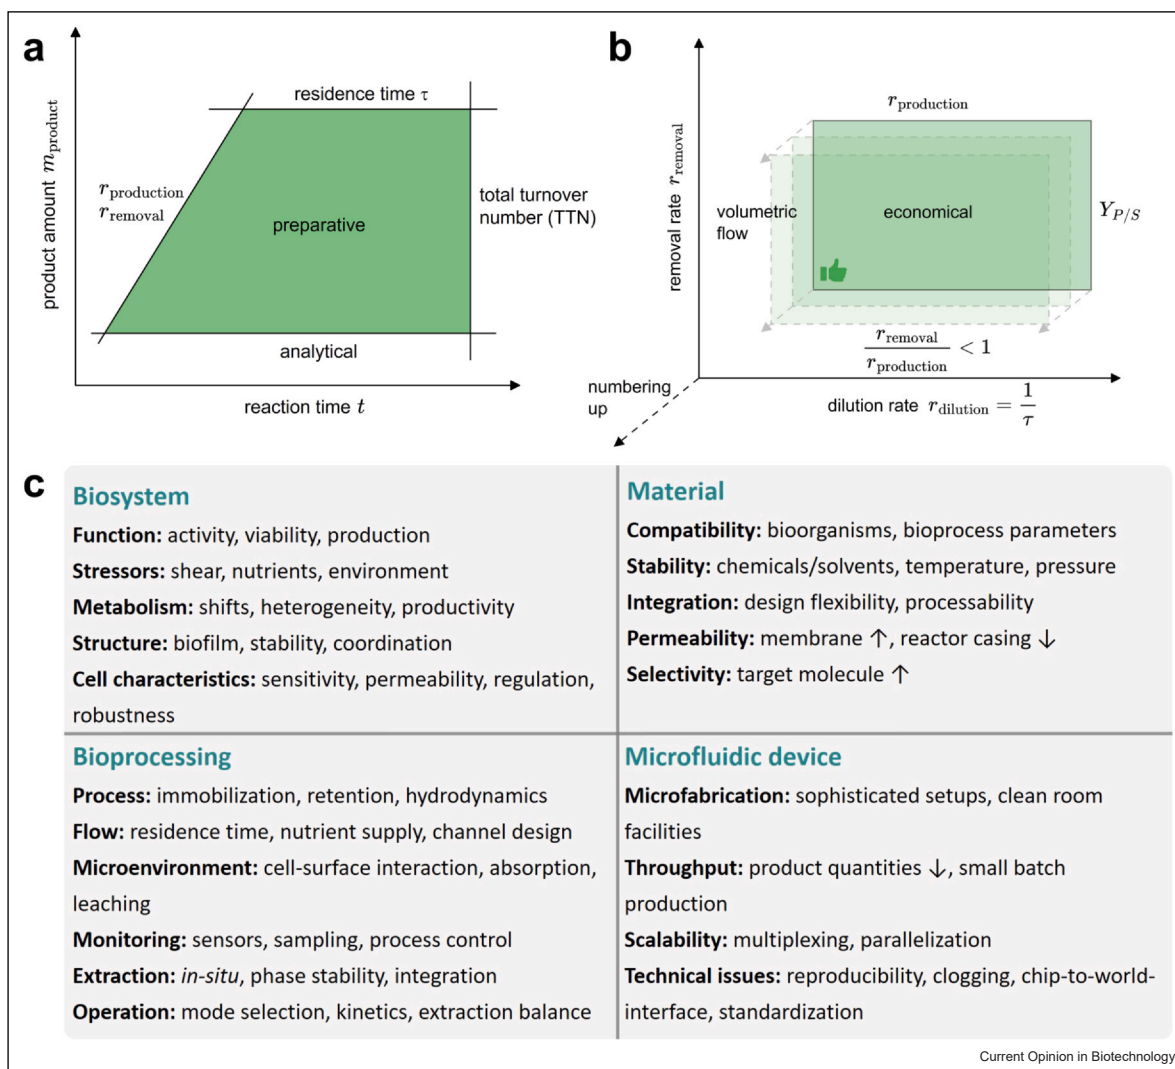 a
product amount m_product
residence time τ
r_production
r_removal
preparative
total turnover
number (TTN)
analytical
reaction time t
b
removal rate r_removal
r_production
volumetric
flow
economical
Y_P/S
r_removal
r_production
< 1
numbering
up
dilution rate r_dilution = 1/τ
c
Biosystem
Function: activity, viability, production
Stressors: shear, nutrients, environment
Metabolism: shifts, heterogeneity, productivity
Structure: biofilm, stability, coordination
Cell characteristics: sensitivity, permeability, regulation,
robustness
Material
Compatibility: bioorganisms, bioprocess parameters
Stability: chemicals/solvents, temperature, pressure
Integration: design flexibility, processability
Permeability: membrane ↑, reactor casing ↓
Selectivity: target molecule ↑
Bioprocessing
Process: immobilization, retention, hydrodynamics
Flow: residence time, nutrient supply, channel design
Microenvironment: cell-surface interaction, absorption,
leaching
Monitoring: sensors, sampling, process control
Extraction: in-situ, phase stability, integration
Operation: mode selection, kinetics, extraction balance
Microfluidic device
Microfabrication: sophisticated setups, clean room
facilities
Throughput: product quantities ↓, small batch
production
Scalability: multiplexing, parallelization
Technical issues: reproducibility, clogging, chip-to-world-
interface, standardization
Current Opinion in Biotechnology